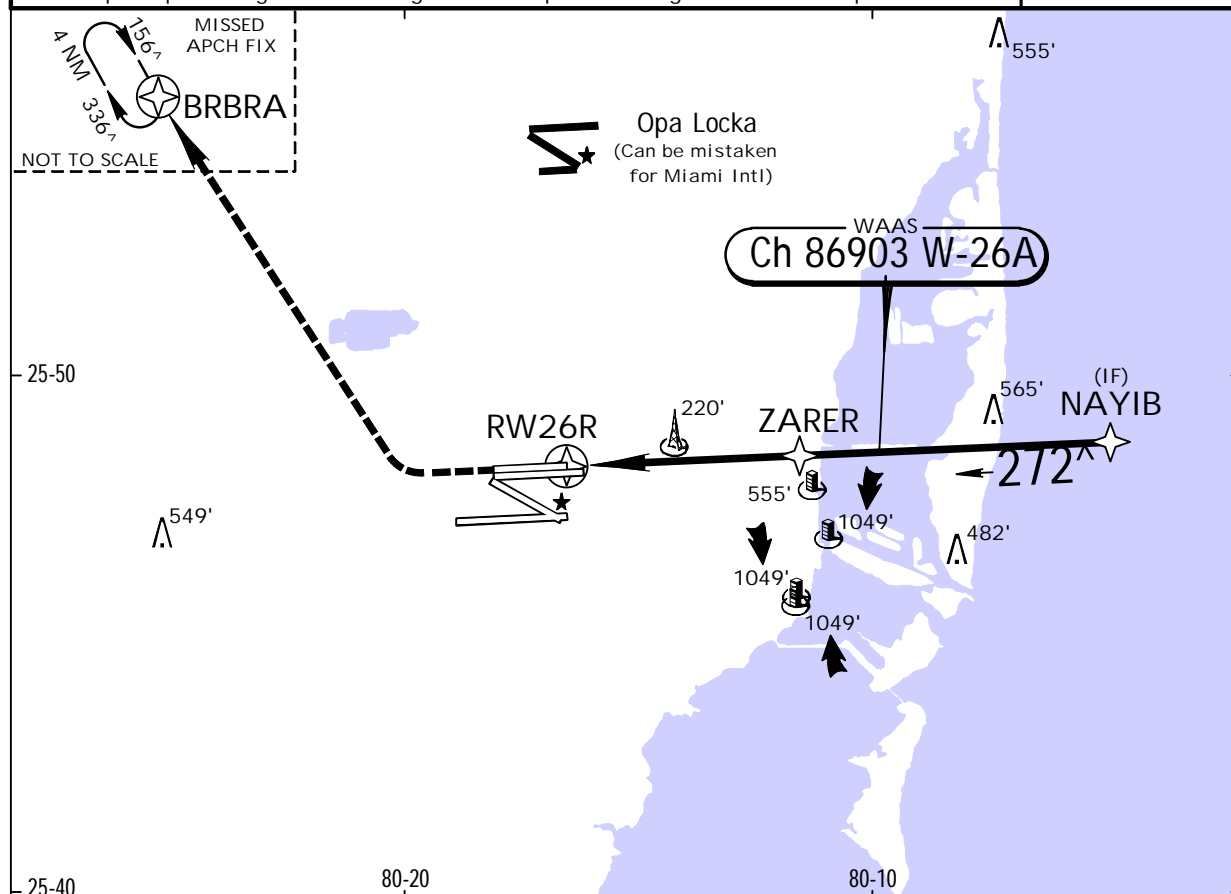 MISSED
APCH FIX
156^
4 NM
336^
BRBRA
NOT TO SCALE
555'
Opa Locka
(Can be mistaken
for Miami Intl)
WAAS
Ch 86903 W-26A
25-50
565'
(IF)
NAYIB
220'
ZARER
RW26R
272^
555'
549'
1049'
482'
1049'
1049'
25-40
80-20
80-10